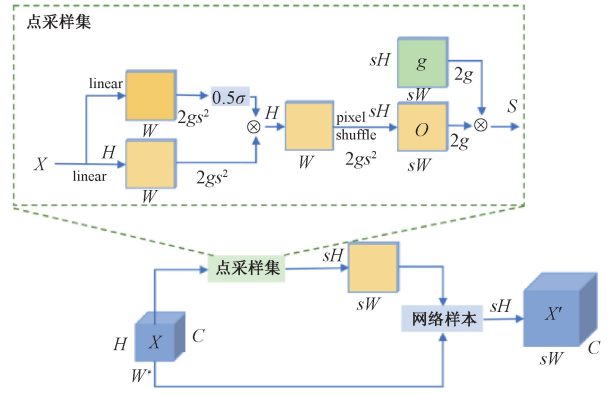 点采样集
sH g 2g
sW
linear 0.5σ
2gs² H pixel sH S
W ⊗ shuffle O 2g ⊗
X H linear W 2gs² W 2gs² sW
点采样集 sH
sW
网络样本 sH X′
H X C
W* sW C